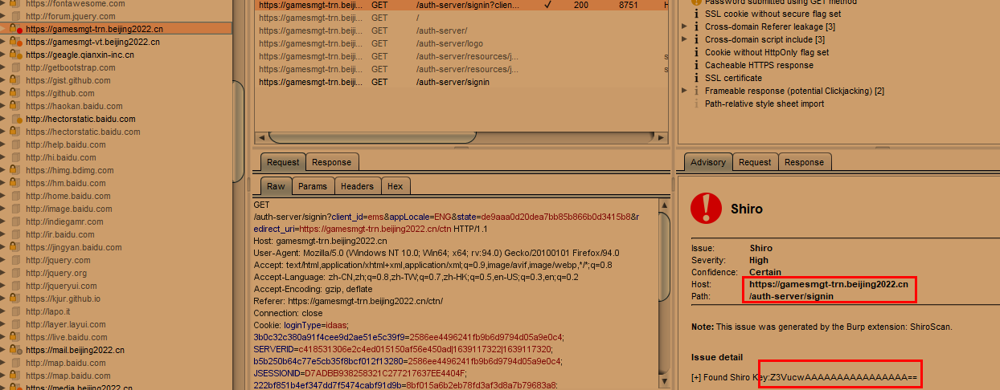 https://fontawesome.com
http://forum.jquery.com
https://gamesmgt-trn.beijing2022.cn
https://gamesmgt-vt.beijing2022.cn
https://geagle.qianxin-inc.cn
http://getbootstrap.com
https://gist.github.com
https://github.com
https://haokan.baidu.com
http://hectorstatic.baidu.com
https://hectorstatic.baidu.com
http://help.baidu.com
http://hi.baidu.com
https://himg.bdimg.com
https://hm.baidu.com
http://home.baidu.com
http://image.baidu.com
http://indiegamr.com
http://ir.baidu.com
https://jingyan.baidu.com
http://jquery.com
http://jquery.org
http://jqueryui.com
https://kjur.github.io
http://lapo.it
http://layer.layui.com
https://live.baidu.com
https://mail.beijing2022.cn
http://map.baidu.com
https://map.baidu.com
https://media.beijing2022.cn
https://gamesmgt-trn.beiji... GET /auth-server/signin?clien... ✓ 200 8751 H
https://gamesmgt-trn.beiji... GET /
https://gamesmgt-trn.beiji... GET /auth-server/
https://gamesmgt-trn.beiji... GET /auth-server/logo
https://gamesmgt-trn.beiji... GET /auth-server/resources/j... s
https://gamesmgt-trn.beiji... GET /auth-server/resources/j...
https://gamesmgt-trn.beiji... GET /auth-server/signin
Request Response
Raw Params Headers Hex
GET
/auth-server/signin?client_id=ems&appLocale=ENG&state=de9aaa0d20dea7bb85b866b0d3415b8&r
edirect_uri=https://gamesmgt-trn.beijing2022.cn/ctn HTTP/1.1
Host: gamesmgt-trn.beijing2022.cn
User-Agent: Mozilla/5.0 (Windows NT 10.0; Win64; x64; rv:94.0) Gecko/20100101 Firefox/94.0
Accept: text/html,application/xhtml+xml,application/xml;q=0.9,image/avif,image/webp,*/*;q=0.8
Accept-Language: zh-CN,zh;q=0.8,zh-TW;q=0.7,zh-HK;q=0.5,en-US;q=0.3,en;q=0.2
Accept-Encoding: gzip, deflate
Referer: https://gamesmgt-trn.beijing2022.cn/ctn/
Connection: close
Cookie: loginType=idaas;
3b0c32c380a91f4cee9d2ae51e5c39f9=2586ee4496241fb9b6d9794d05a9e0c4;
SERVERID=c418531306e2c4ed015150af56e450ad|1639117322|1639117320;
b5b250b64c77e5cb35f8bcf012f13280=2586ee4496241fb9b6d9794d05a9e0c4;
JSESSIONID=D7ADBB938258321C277217637EE4404F;
222bf851b4ef347dd7f5474cabf91d9b=8bf015a6b2eb78fd3af3d8a7b79683a8;
Password submitted using GET method
SSL cookie without secure flag set
Cross-domain Referer leakage [3]
Cross-domain script include [3]
Cookie without HttpOnly flag set
Cacheable HTTPS response
SSL certificate
Frameable response (potential Clickjacking) [2]
Path-relative style sheet import
Advisory Request Response
Shiro
Issue: Shiro
Severity: High
Confidence: Certain
Host: https://gamesmgt-trn.beijing2022.cn
Path: /auth-server/signin
Note: This issue was generated by the Burp extension: ShiroScan.
Issue detail
[+] Found Shiro Key:Z3VucwAAAAAAAAAAAAAAAA==